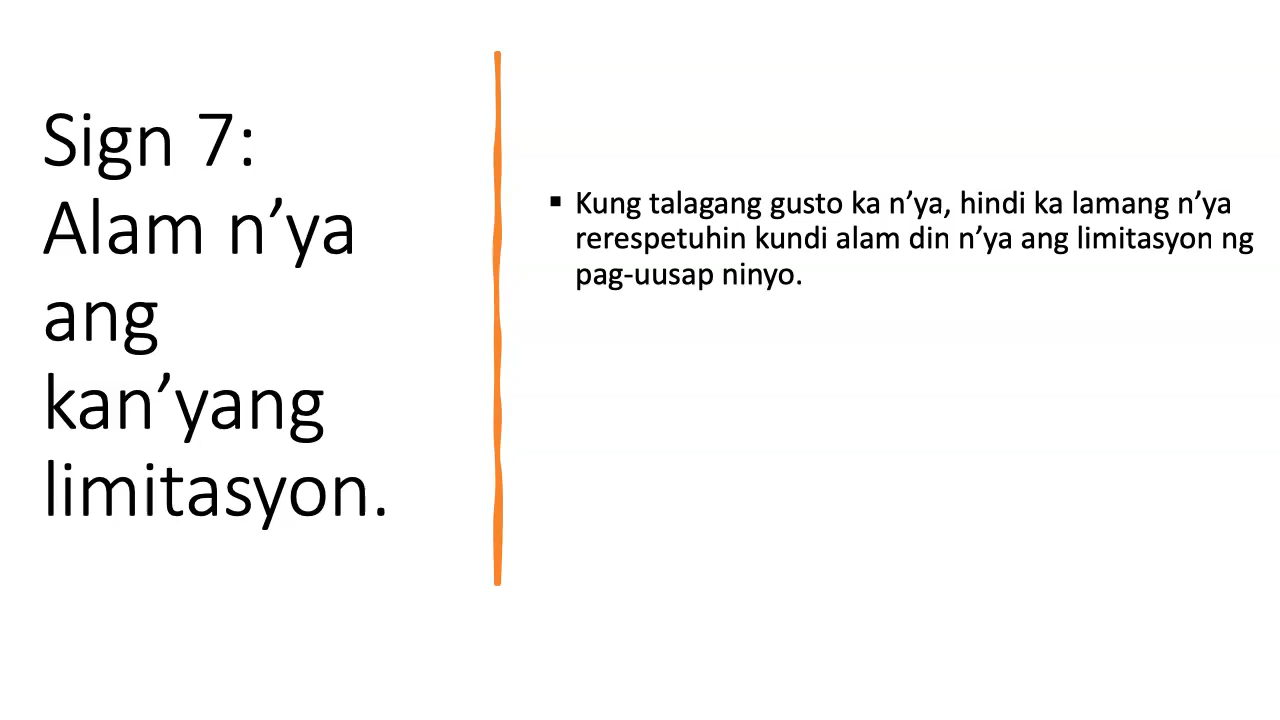 Sign 7:
Alam n’ya
ang
kan’yang
limitasyon.
▪ Kung talagang gusto ka n’ya, hindi ka lamang n’ya
rerespetuhin kundi alam din n’ya ang limitasyon ng
pag-uusap ninyo.